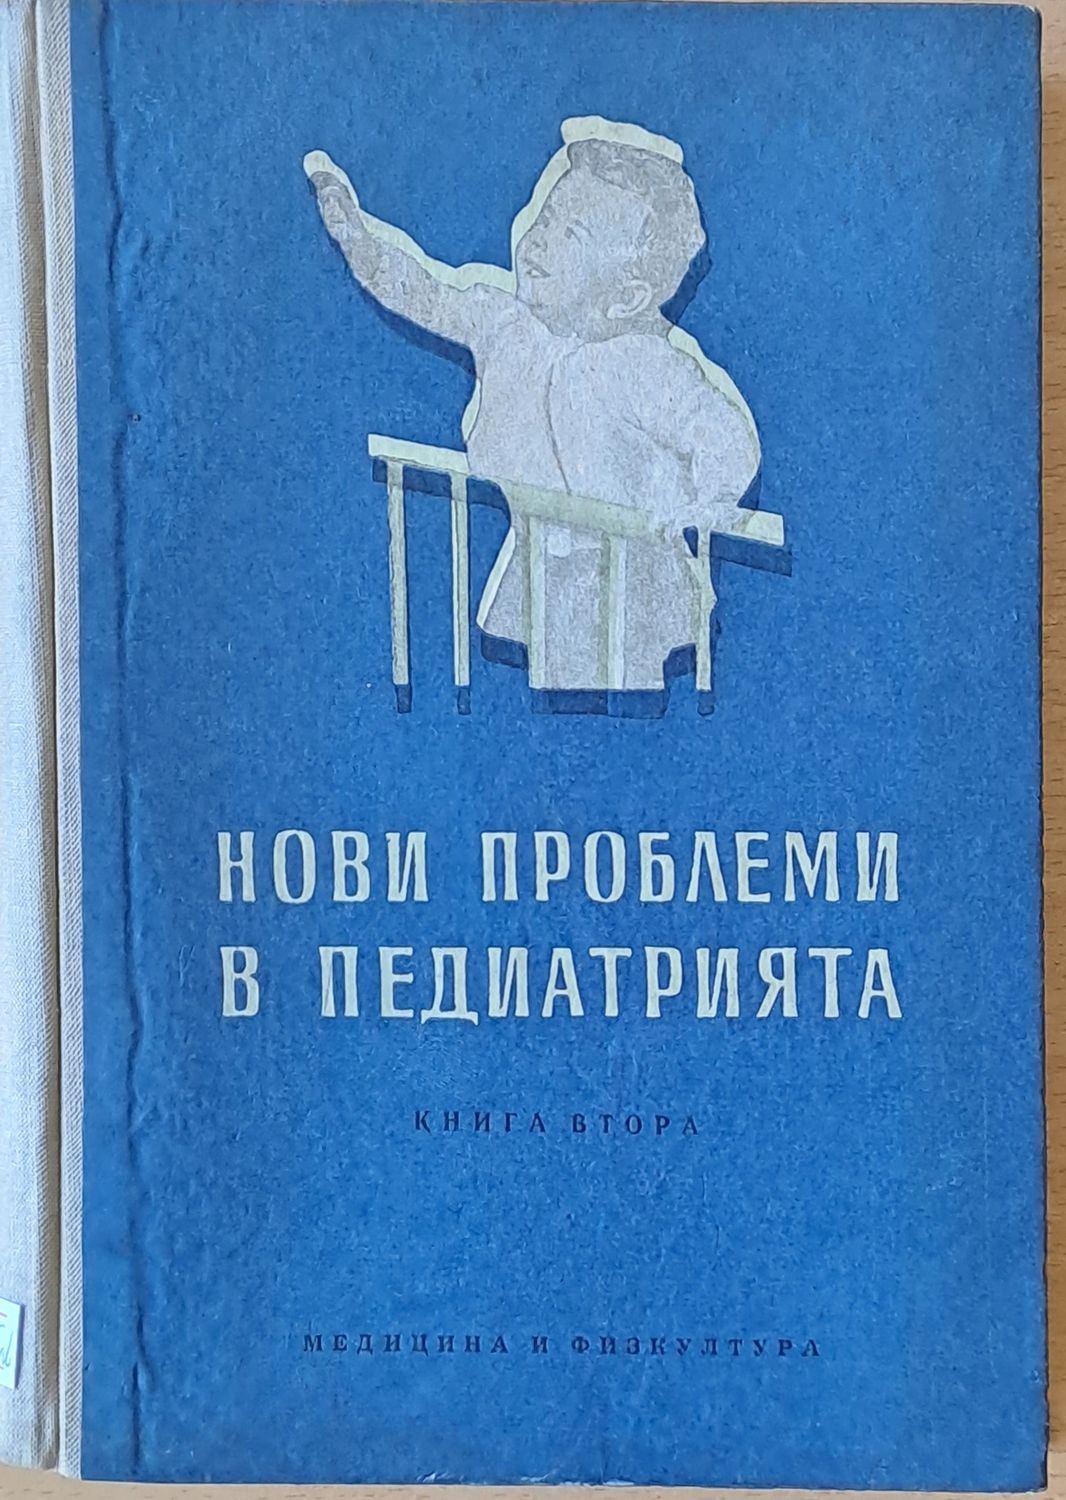 НОВИ ПРОБЛЕМИ
В ПЕДИАТРИЯТА
КНИГА ВТОРА
МЕДИЦИНА И ФИЗКУЛТУРА